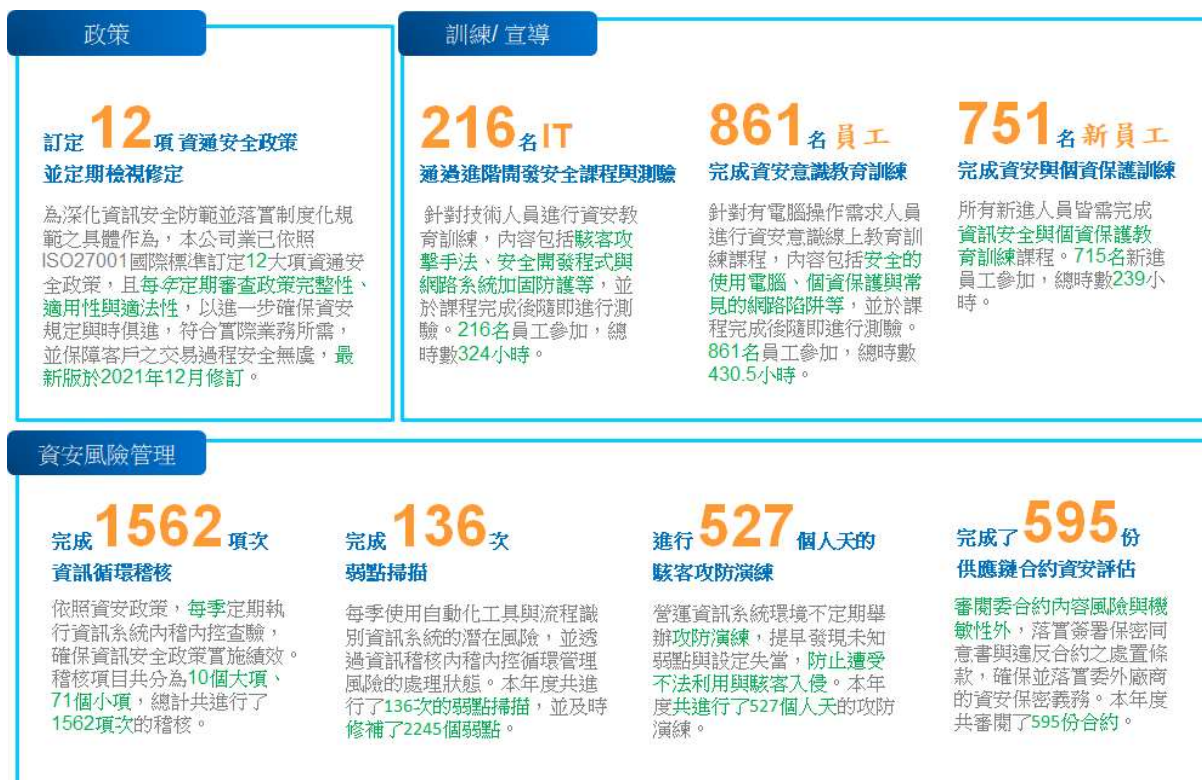 政策
訂定 12 項 資通安全政策
並定期檢視修定
為深化資訊安全防範並落實制度化規
範之具體作為，本公司業已依照
ISO27001國際標準訂定12大項資通安
全政策，且每年定期審查政策完整性、
適用性與適法性，以進一步確保資安
規定與時俱進，符合實際業務所需，
並保障客戶之交易過程安全無虞，最
新版於2021年12月修訂。
訓練/ 宣導
216 名 IT
通過進階開發安全課程與測驗
針對技術人員進行資安教
育訓練，內容包括駭客攻
擊手法、安全開發程式與
網路系統加固防護等，並
於課程完成後隨即進行測
驗。216名員工參加，總
時數324小時。
861 名 員工
完成資安意識教育訓練
針對有電腦操作需求人員
進行資安意識線上教育訓
練課程，內容包括安全的
使用電腦、個資保護與常
見的網路陷阱等，並於課
程完成後隨即進行測驗。
861名員工參加，總時數
430.5小時。
751 名 新員工
完成資安與個資保護訓練
所有新進人員皆需完成
資訊安全與個資保護教
育訓練課程。715名新進
員工參加，總時數239小
時。
資安風險管理
完成 1562 項次
資訊循環稽核
依照資安政策，每季定期執
行資訊系統內稽內控查驗，
確保資訊安全政策實施績效。
稽核項目共分為10個大項、
71個小項，總計共進行了
1562項次的稽核。
完成 136 次
弱點掃描
每季使用自動化工具與流程識
別資訊系統的潛在風險，並透
過資訊稽核內稽內控循環管理
風險的處理狀態。本年度共進
行了136次的弱點掃描，並及時
修補了2245個弱點。
進行 527 個人天的
駭客攻防演練
營運資訊系統環境不定期舉
辦攻防演練，提早發現未知
弱點與設定失當，防止遭受
不法利用與駭客入侵。本年
度共進行了527個人天的攻防
演練。
完成了 595 份
供應鏈合約資安評估
審閱委合約內容風險與機
敏性外，落實簽署保密同
意書與違反合約之處置條
款，確保並落實委外廠商
的資安保密義務。本年度
共審閱了595份合約。